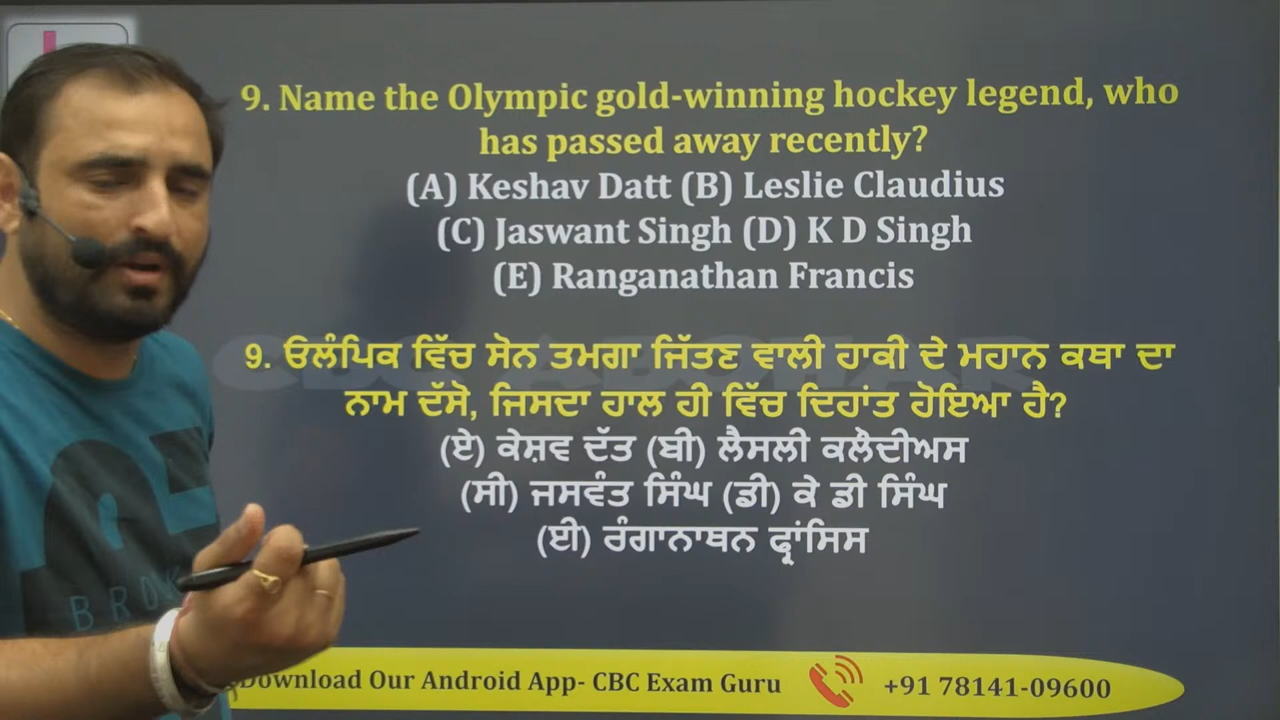 9. Name the Olympic gold-winning hockey legend, who
has passed away recently?
(A) Keshav Datt (B) Leslie Claudius
(C) Jaswant Singh (D) K D Singh
(E) Ranganathan Francis
9. ਓਲੰਪਿਕ ਵਿੱਚ ਸੋਨ ਤਮਗਾ ਜਿੱਤਣ ਵਾਲੀ ਹਾਕੀ ਦੇ ਮਹਾਨ ਕਥਾ ਦਾ
ਨਾਮ ਦੱਸੋ, ਜਿਸਦਾ ਹਾਲ ਹੀ ਵਿੱਚ ਦਿਹਾਂਤ ਹੋਇਆ ਹੈ?
(ਏ) ਕੇਸ਼ਵ ਦੱਤ (ਬੀ) ਲੈਸਲੀ ਕਲੌਦੀਅਸ
(ਸੀ) ਜਸਵੰਤ ਸਿੰਘ (ਡੀ) ਕੇ ਡੀ ਸਿੰਘ
(ਈ) ਰੰਗਾਨਾਥਨ ਫ੍ਰਾਂਸਿਸ
Download Our Android App- CBC Exam Guru +91 78141-09600